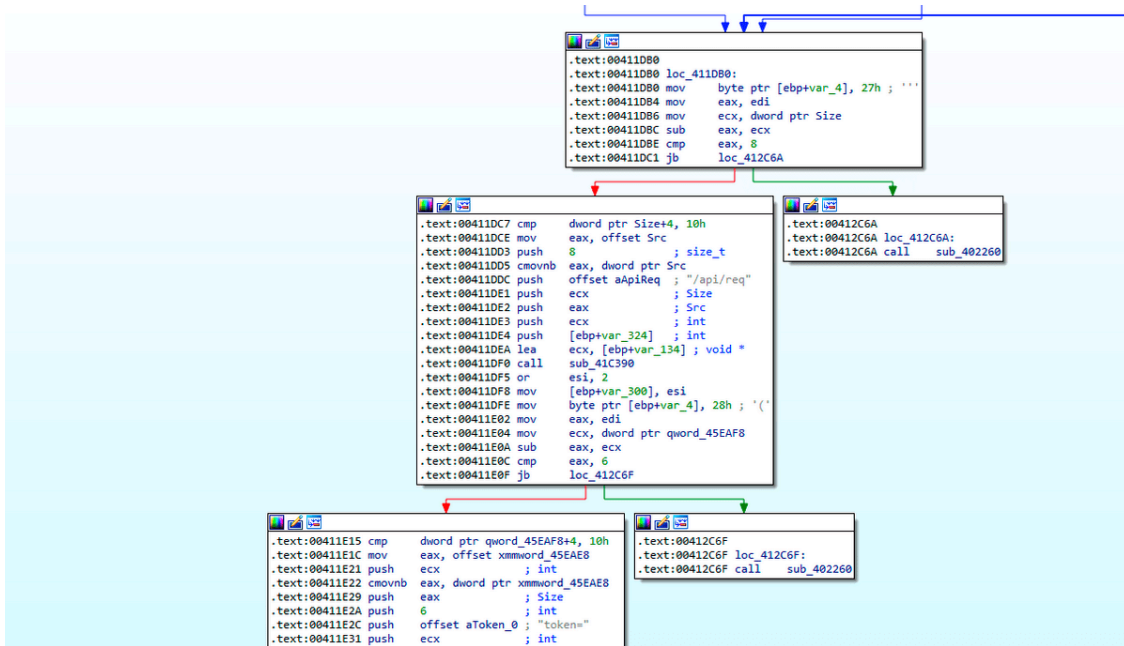 .text:00411DB0
.text:00411DB0 loc_411DB0:
.text:00411DB0 mov byte ptr [ebp+var_4], 27h ; '''
.text:00411DB4 mov eax, edi
.text:00411DB6 mov ecx, dword ptr Size
.text:00411DBC sub eax, ecx
.text:00411DBE cmp eax, 8
.text:00411DC1 jb loc_412C6A
.text:00411DC7 cmp dword ptr Size+4, 10h
.text:00411DCE mov eax, offset Src
.text:00411DD3 push 8 ; size_t
.text:00411DD5 cmovnb eax, dword ptr Src
.text:00411DDC push offset aApiReq ; "/api/req"
.text:00411DE1 push ecx ; Size
.text:00411DE2 push eax ; Src
.text:00411DE3 push ecx ; int
.text:00411DE4 push [ebp+var_324] ; int
.text:00411DEA lea ecx, [ebp+var_134] ; void *
.text:00411DF0 call sub_41C390
.text:00411DF5 or esi, 2
.text:00411DF8 mov [ebp+var_300], esi
.text:00411DFE mov byte ptr [ebp+var_4], 28h ; '('
.text:00411E02 mov eax, edi
.text:00411E04 mov ecx, dword ptr qword_45EAF8
.text:00411E0A sub eax, ecx
.text:00411E0C cmp eax, 6
.text:00411E0F jb loc_412C6F
.text:00412C6A
.text:00412C6A loc_412C6A:
.text:00412C6A call sub_402260
.text:00411E15 cmp dword ptr qword_45EAF8+4, 10h
.text:00411E1C mov eax, offset xmmword_45EAE8
.text:00411E21 push ecx ; int
.text:00411E22 cmovnb eax, dword ptr xmmword_45EAE8
.text:00411E29 push eax ; Size
.text:00411E2A push 6 ; int
.text:00411E2C push offset aToken_0 ; "token="
.text:00411E31 push ecx ; int
.text:00412C6F
.text:00412C6F loc_412C6F:
.text:00412C6F call sub_402260